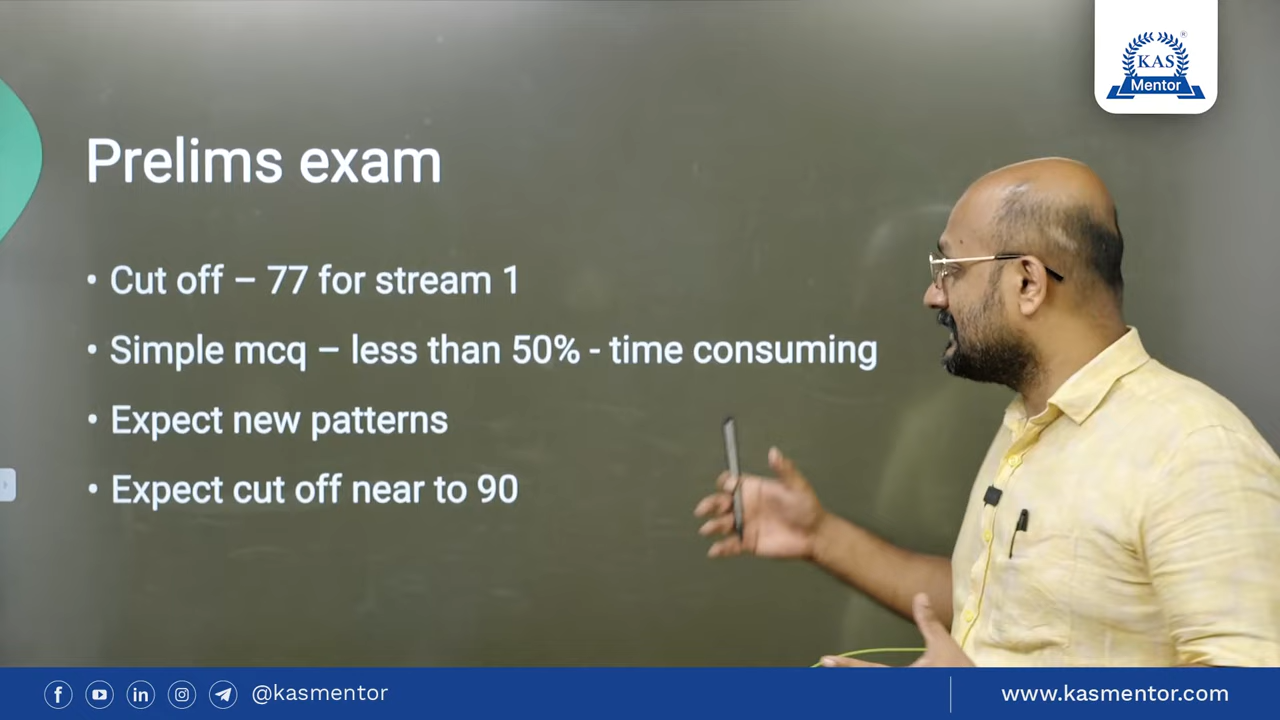 KAS
Mentor
Prelims exam
• Cut off – 77 for stream 1
• Simple mcq – less than 50% - time consuming
• Expect new patterns
• Expect cut off near to 90
@kasmentor
www.kasmentor.com